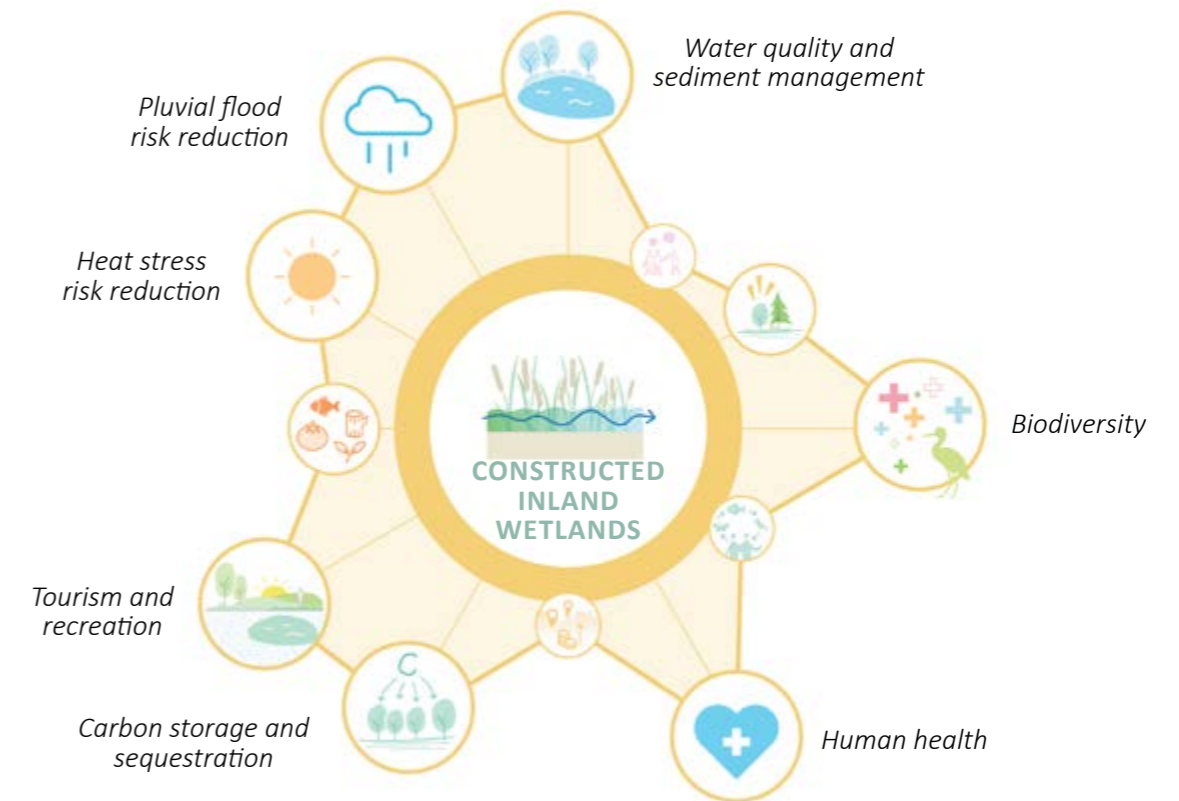 Water quality and
sediment management
Pluvial flood
risk reduction
Heat stress
risk reduction
Biodiversity
CONSTRUCTED
INLAND
WETLANDS
Tourism and
recreation
C
Carbon storage and
sequestration
Human health